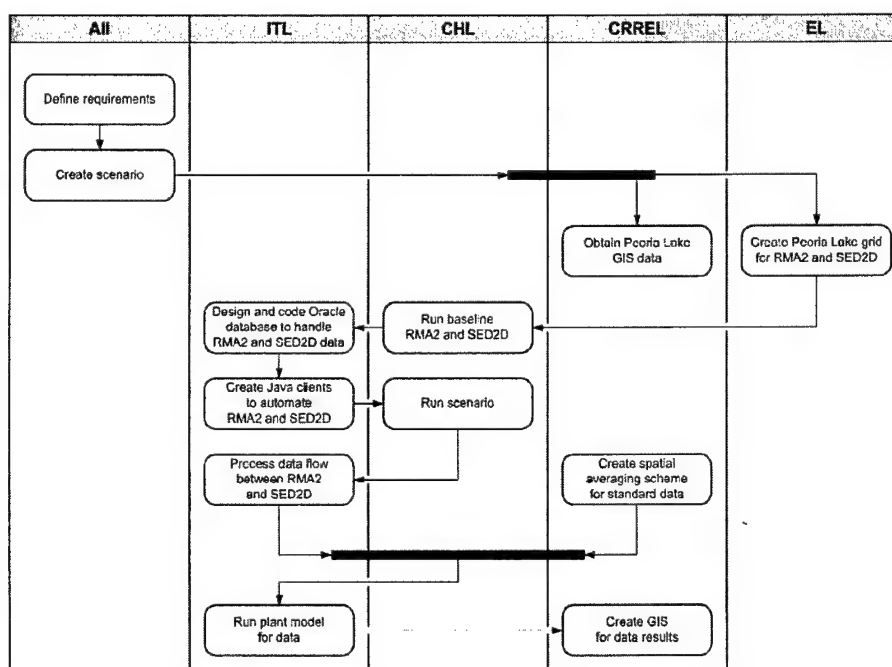 All
ITL
CHL
CRREL
EL
Define requirements
Create scenario
Obtain Peoria Lake
GIS data
Create Peoria Lake grid
for RMA2 and SED2D
Design and code Oracle
database to handle
RMA2 and SED2D data
Run baseline
RMA2 and SED2D
Create Java clients
to automate
RMA2 and SED2D
Run scenario
Process data flow
between RMA2
and SED2D
Create spatial
averaging scheme
for standard data
Run plant model
for data
Create GIS
for data results